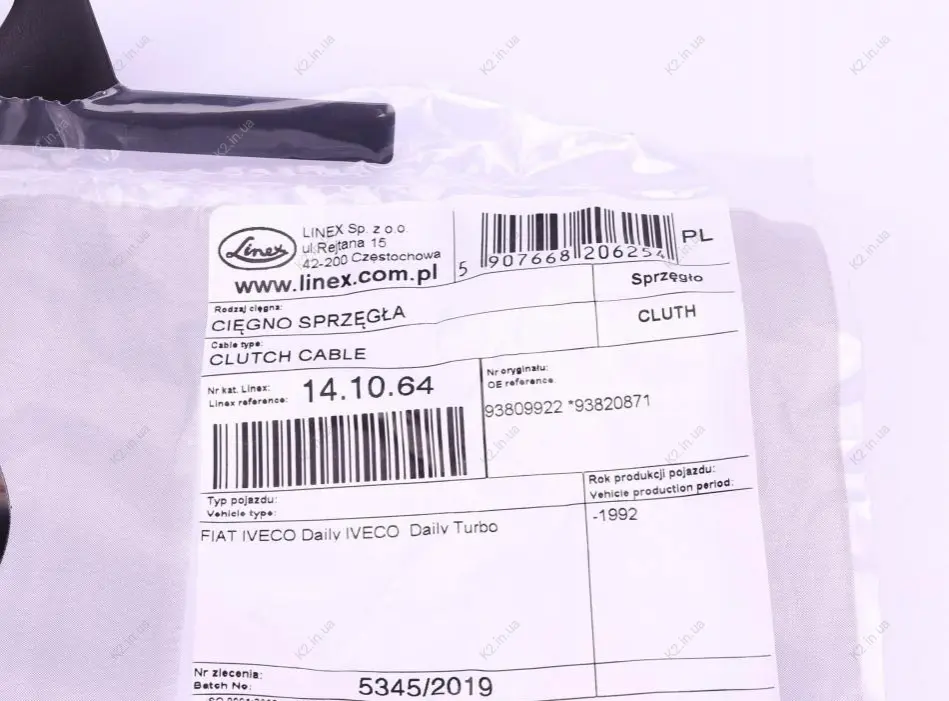 Linex
LINEX Sp. z o.o.
ul. Rejtana 15
42-200 Częstochowa
www.linex.com.pl
5 907668 206254
PL
Rodzaj cięgna:
CIĘGNO SPRZĘGŁA
Sprzęgło
Cable type:
CLUTCH CABLE
CLUTH
Nr kat. Linex:
Linex reference:
14.10.64
Nr oryginału:
OE reference.
93809922 *93820871
Typ pojazdu:
Vehicle type:
Rok produkcji pojazdu:
Vehicle production period:
FIAT IVECO Daily IVECO Daily Turbo
-1992
Nr zlecenia:
Batch No:
5345/2019
K2.in.ua